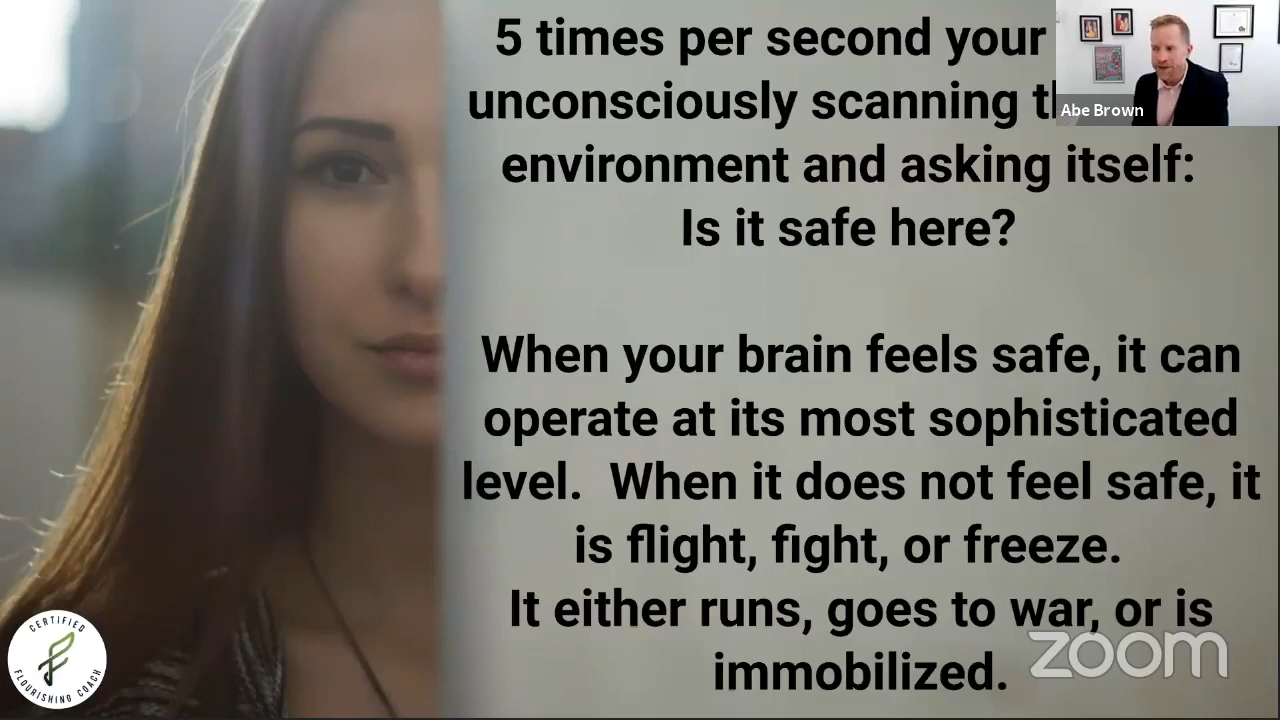 5 times per second your
unconsciously scanning
environment and asking itself:
Is it safe here?
When your brain feels safe, it can
operate at its most sophisticated
level. When it does not feel safe, it
is flight, fight, or freeze.
It either runs, goes to war, or is
immobilized.
Abe Brown
CERTIFIED
FLOURISHING COACH
zoom